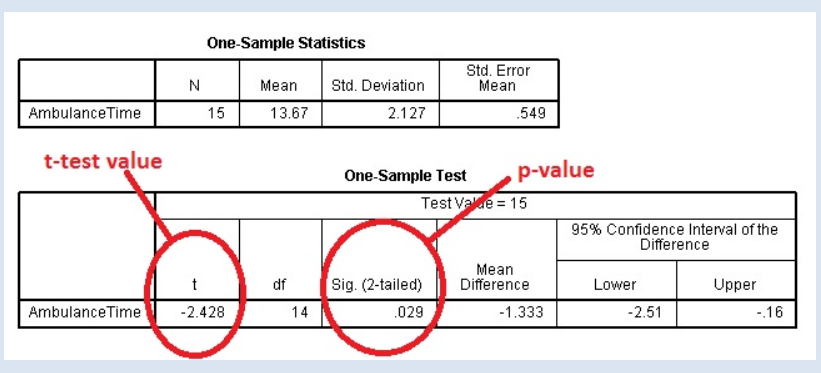 One-Sample Statistics
N Mean Std. Deviation Std. Error Mean
AmbulanceTime 15 13.67 2.127 .549
t-test value
One-Sample Test
p-value
Test Value = 15
95% Confidence Interval of the Difference
t df Sig. (2-tailed) Mean Difference Lower Upper
AmbulanceTime -2.428 14 .029 -1.333 -2.51 -.16